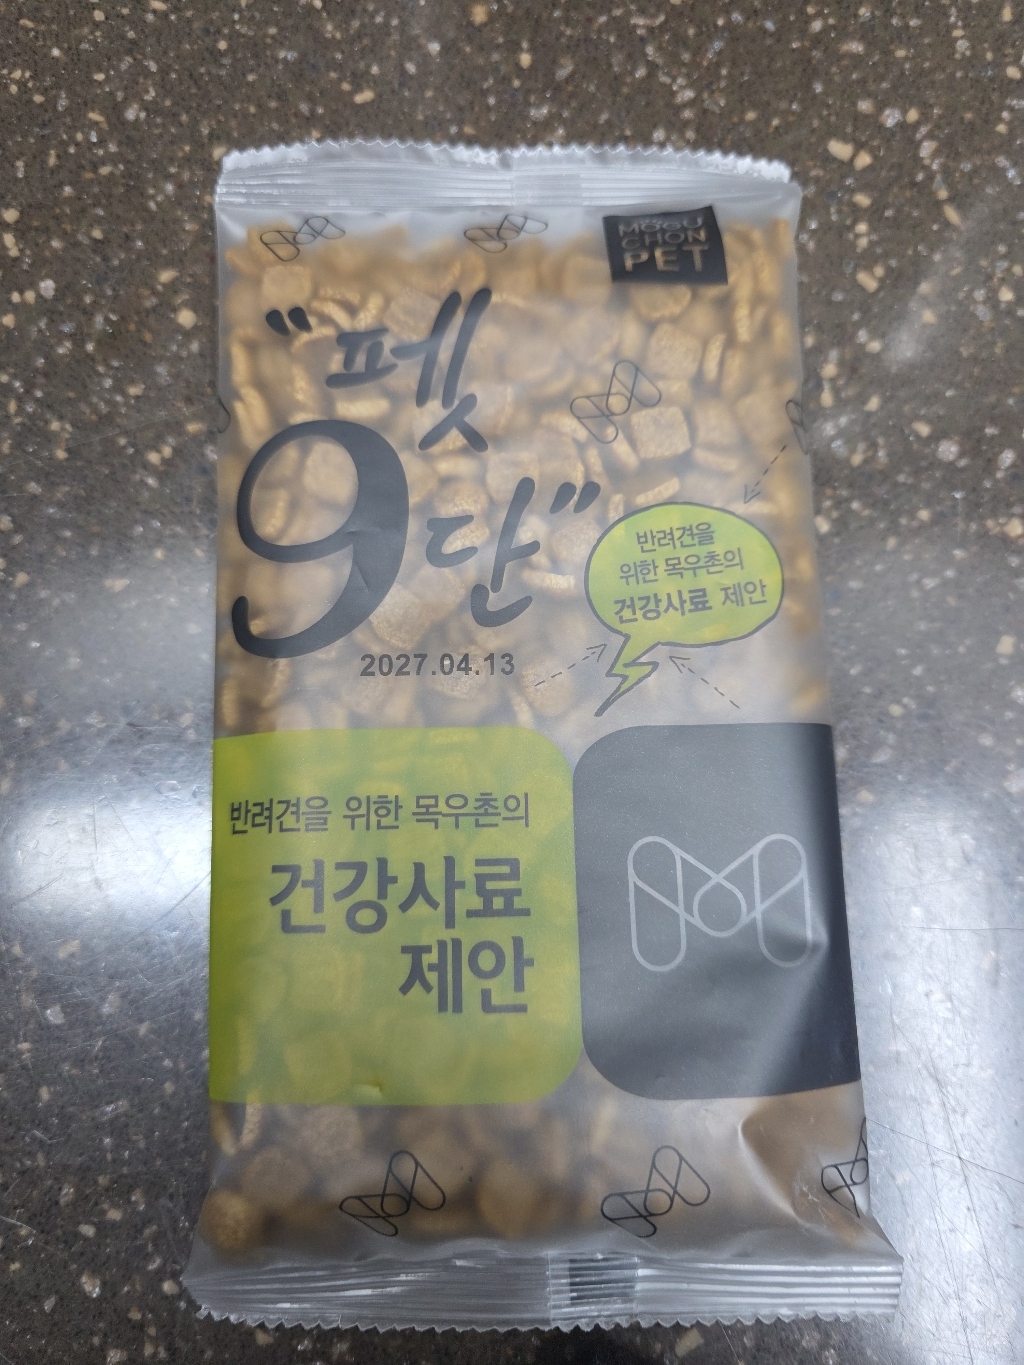 MOGU
CHON
PET
"펫
9단"
반려견을
위한 목우촌의
건강사료 제안
2027.04.13
반려견을 위한 목우촌의
건강사료
제안